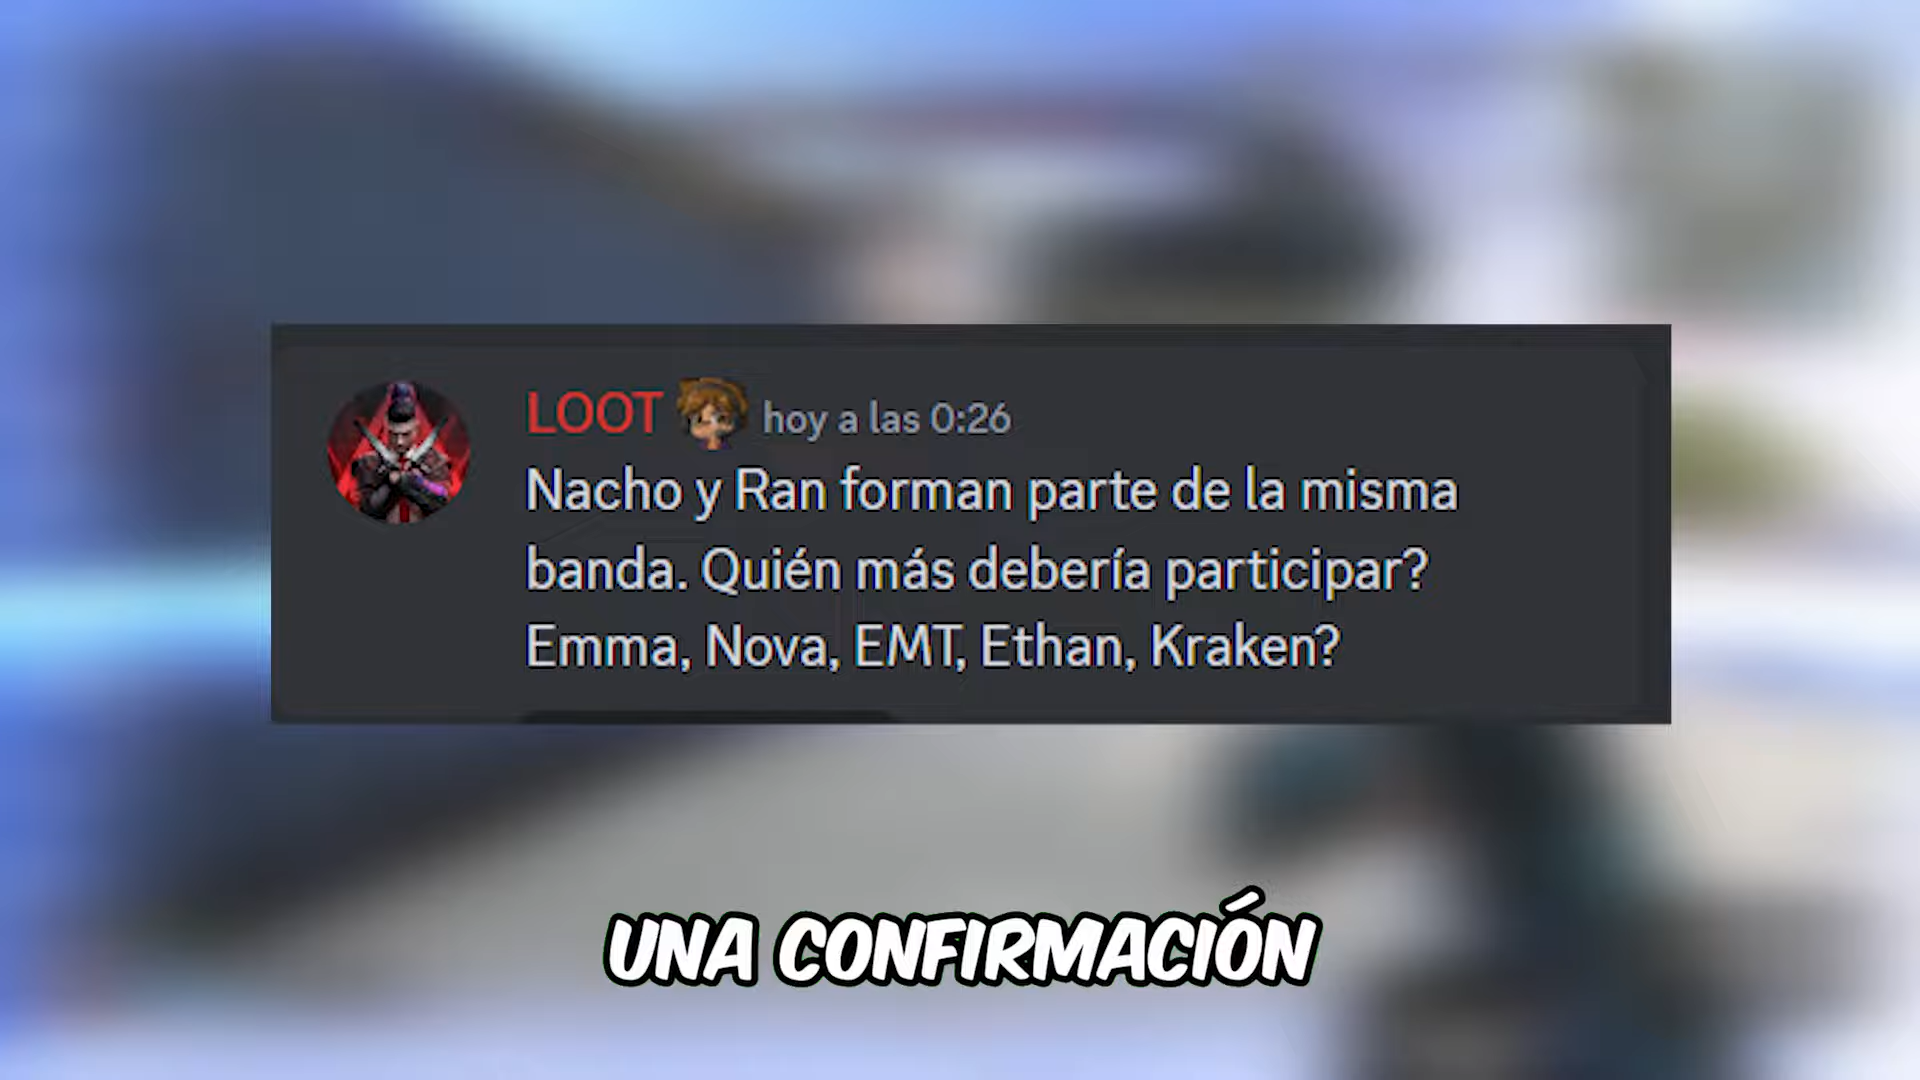 LOOT hoy a las 0:26
Nacho y Ran forman parte de la misma
banda. Quién más debería participar?
Emma, Nova, EMT, Ethan, Kraken?
UNA CONFIRMACIÓN